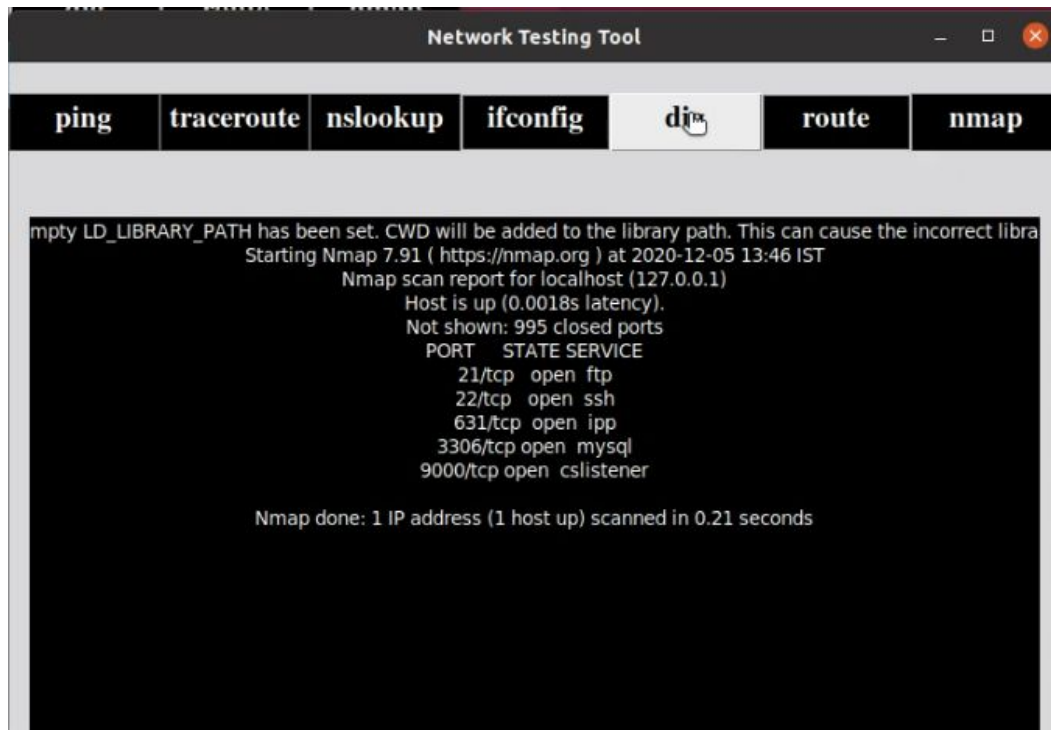 Network Testing Tool
ping traceroute nslookup ifconfig route nmap
mpty LD_LIBRARY_PATH has been set. CWD will be added to the library path. This can cause the incorrect libra
Starting Nmap 7.91 ( https://nmap.org ) at 2020-12-05 13:46 IST
Nmap scan report for localhost (127.0.0.1)
Host is up (0.0018s latency).
Not shown: 995 closed ports
PORT STATE SERVICE
21/tcp open ftp
22/tcp open ssh
631/tcp open ipp
3306/tcp open mysql
9000/tcp open cslistener
Nmap done: 1 IP address (1 host up) scanned in 0.21 seconds